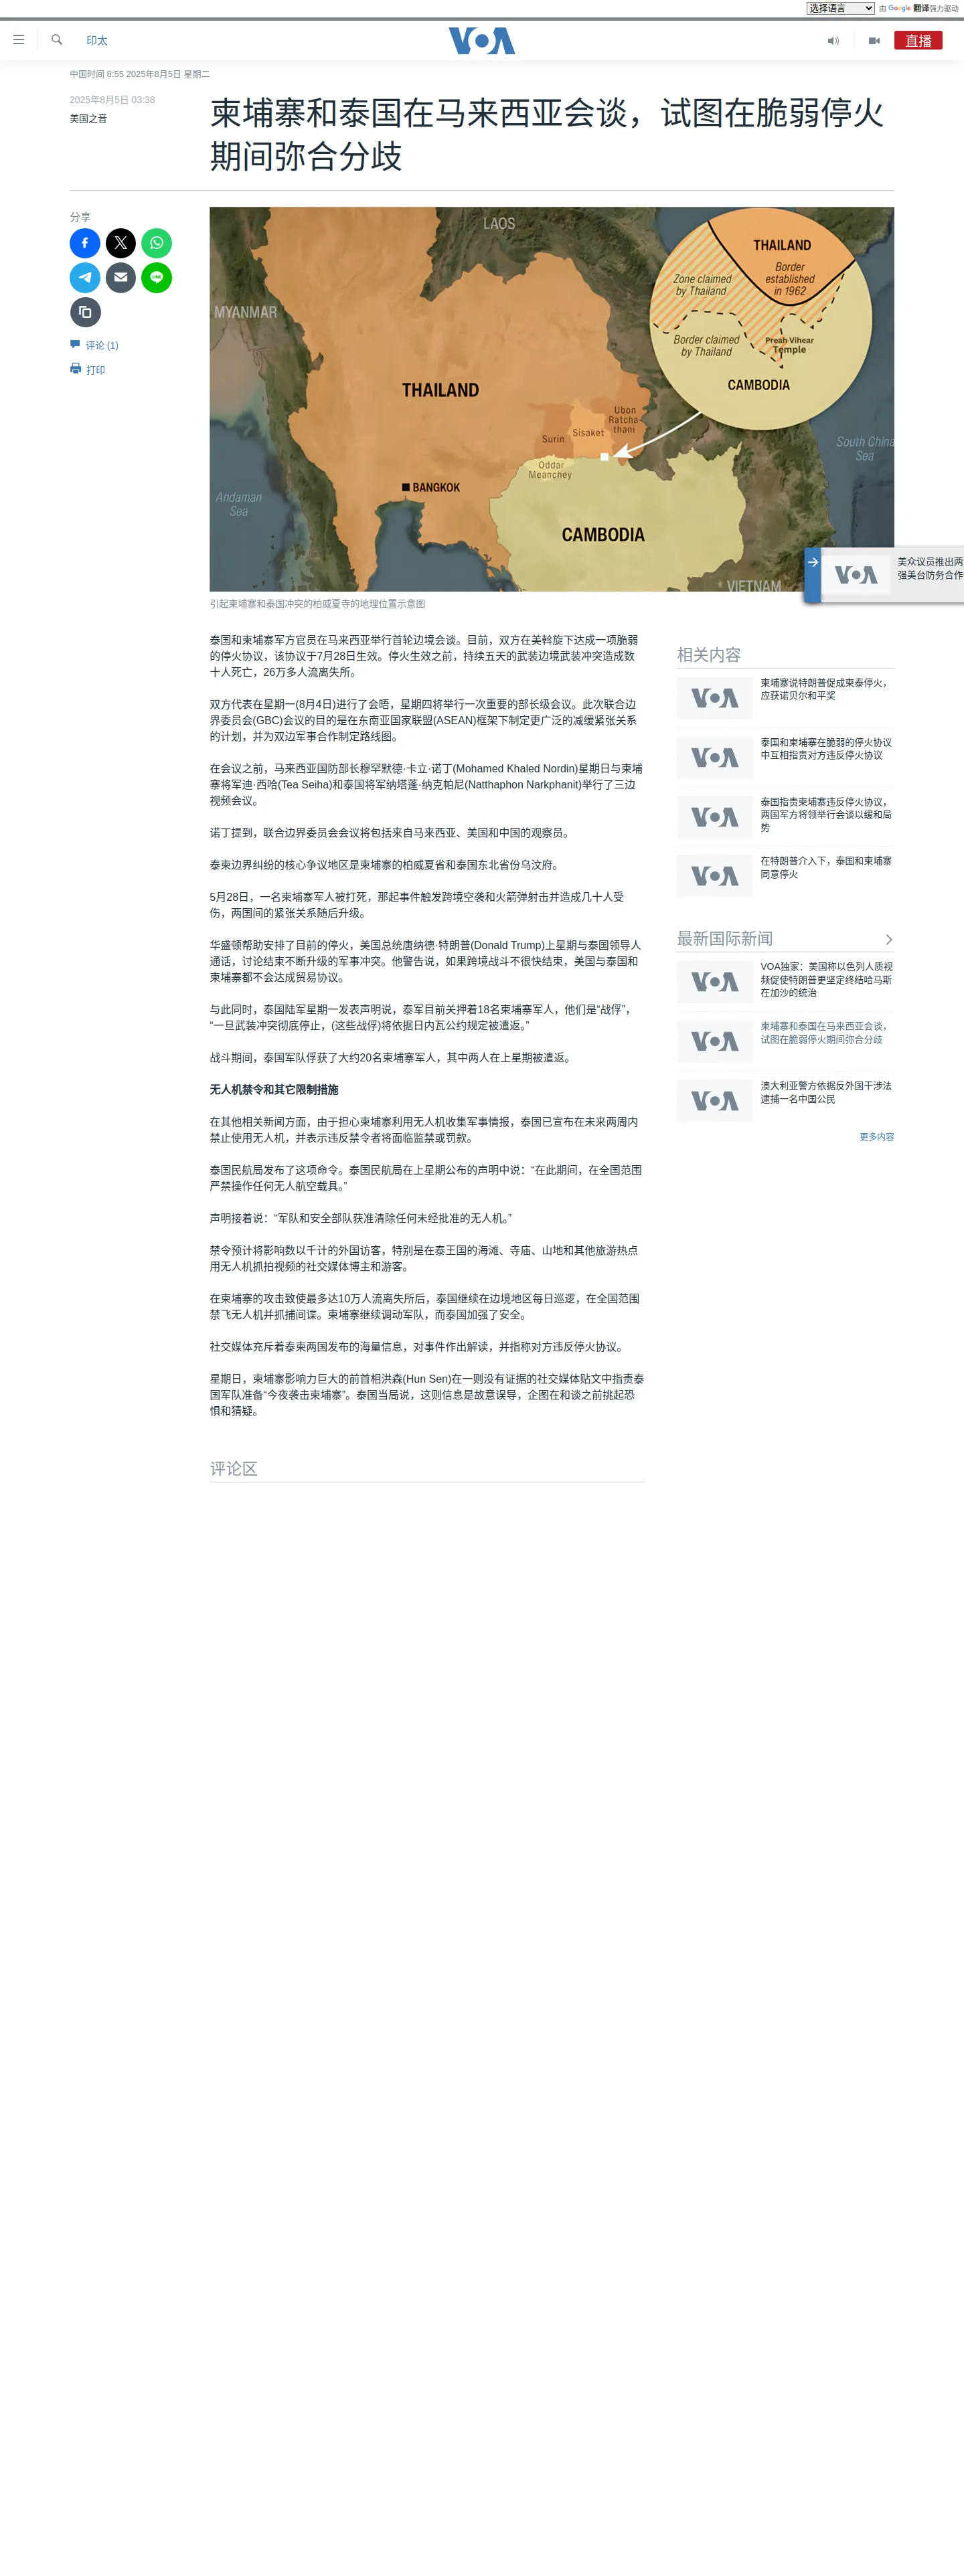 选择语言
由 Google 翻译强力驱动
印太
VOA
直播
中国时间 8:55 2025年8月5日 星期二
2025年8月5日 03:38
美国之音
柬埔寨和泰国在马来西亚会谈，试图在脆弱停火
期间弥合分歧
分享
LINE
评论 (1)
打印
LAOS
MYANMAR
THAILAND
Zone claimed
by Thailand
Border
established
in 1962
Border claimed
by Thailand
Preah Vihear
Temple
CAMBODIA
THAILAND
Ubon
Ratcha-
thani
Surin
Sisaket
Oddar
Meanchey
BANGKOK
Andaman
Sea
South China
Sea
CAMBODIA
VIETNAM
引起柬埔寨和泰国冲突的柏威夏寺的地理位置示意图
VOA
美众议员推出两
强美台防务合作
泰国和柬埔寨军方官员在马来西亚举行首轮边境会谈。目前，双方在美斡旋下达成一项脆弱
的停火协议，该协议于7月28日生效。停火生效之前，持续五天的武装边境武装冲突造成数
十人死亡，26万多人流离失所。
双方代表在星期一(8月4日)进行了会晤，星期四将举行一次重要的部长级会议。此次联合边
界委员会(GBC)会议的目的是在东南亚国家联盟(ASEAN)框架下制定更广泛的减缓紧张关系
的计划，并为双边军事合作制定路线图。
在会议之前，马来西亚国防部长穆罕默德·卡立·诺丁(Mohamed Khaled Nordin)星期日与柬埔
寨将军迪·西哈(Tea Seiha)和泰国将军纳塔蓬·纳克帕尼(Natthaphon Narkphanit)举行了三边
视频会议。
诺丁提到，联合边界委员会会议将包括来自马来西亚、美国和中国的观察员。
泰柬边界纠纷的核心争议地区是柬埔寨的柏威夏省和泰国东北省份乌汶府。
5月28日，一名柬埔寨军人被打死，那起事件触发跨境空袭和火箭弹射击并造成几十人受
伤，两国间的紧张关系随后升级。
华盛顿帮助安排了目前的停火，美国总统唐纳德·特朗普(Donald Trump)上星期与泰国领导人
通话，讨论结束不断升级的军事冲突。他警告说，如果跨境战斗不很快结束，美国与泰国和
柬埔寨都不会达成贸易协议。
与此同时，泰国陆军星期一发表声明说，泰军目前关押着18名柬埔寨军人，他们是“战俘”，
“一旦武装冲突彻底停止，(这些战俘)将依据日内瓦公约规定被遣返。”
战斗期间，泰国军队俘获了大约20名柬埔寨军人，其中两人在上星期被遣返。
无人机禁令和其它限制措施
在其他相关新闻方面，由于担心柬埔寨利用无人机收集军事情报，泰国已宣布在未来两周内
禁止使用无人机，并表示违反禁令者将面临监禁或罚款。
泰国民航局发布了这项命令。泰国民航局在上星期公布的声明中说：“在此期间，在全国范围
严禁操作任何无人航空载具。”
声明接着说：“军队和安全部队获准清除任何未经批准的无人机。”
禁令预计将影响数以千计的外国访客，特别是在泰王国的海滩、寺庙、山地和其他旅游热点
用无人机抓拍视频的社交媒体博主和游客。
在柬埔寨的攻击致使最多达10万人流离失所后，泰国继续在边境地区每日巡逻，在全国范围
禁飞无人机并抓捕间谍。柬埔寨继续调动军队，而泰国加强了安全。
社交媒体充斥着泰柬两国发布的海量信息，对事件作出解读，并指称对方违反停火协议。
星期日，柬埔寨影响力巨大的前首相洪森(Hun Sen)在一则没有证据的社交媒体贴文中指责泰
国军队准备“今夜袭击柬埔寨”。泰国当局说，这则信息是故意误导，企图在和谈之前挑起恐
惧和猜疑。
评论区
相关内容
VOA
柬埔寨说特朗普促成柬泰停火，
应获诺贝尔和平奖
VOA
泰国和柬埔寨在脆弱的停火协议
中互相指责对方违反停火协议
VOA
泰国指责柬埔寨违反停火协议，
两国军方将领举行会谈以缓和局
势
VOA
在特朗普介入下，泰国和柬埔寨
同意停火
最新国际新闻
VOA
VOA独家：美国称以色列人质视
频促使特朗普更坚定终结哈马斯
在加沙的统治
VOA
柬埔寨和泰国在马来西亚会谈，
试图在脆弱停火期间弥合分歧
VOA
澳大利亚警方依据反外国干涉法
逮捕一名中国公民
更多内容